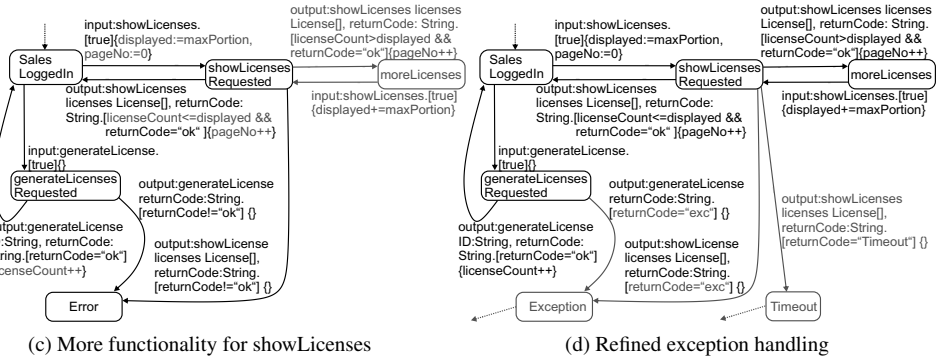 input:showLicenses.
[true]{displayed:=maxPortion,
pageNo:=0}
output:showLicenses licenses
License[], returnCode: String.
[licenseCount>displayed &&
returnCode="ok"]{pageNo++}
Sales
LoggedIn
showLicenses
Requested
moreLicenses
output:showLicenses
licenses License[], returnCode:
String.[licenseCount<=displayed &&
returnCode="ok" ]{pageNo++}
input:showLicenses.[true]
{displayed+=maxPortion}
input:generateLicense.
[true]{}
generateLicenses
Requested
output:generateLicense
returnCode:String.
[returnCode!="ok"] {}
output:generateLicense
ID:String, returnCode:
String.[returnCode="ok"]
{licenseCount++}
output:showLicense
licenses License[],
returnCode:String.
[returnCode!="ok"] {}
Error
(c) More functionality for showLicenses
input:showLicenses.
[true]{displayed:=maxPortion,
pageNo:=0}
output:showLicenses licenses
License[], returnCode: String.
[licenseCount>displayed &&
returnCode="ok"]{pageNo++}
Sales
LoggedIn
showLicenses
Requested
moreLicenses
output:showLicenses
licenses License[], returnCode:
String.[licenseCount<=displayed &&
returnCode="ok" ]{pageNo++}
input:showLicenses.[true]
{displayed+=maxPortion}
input:generateLicense.
[true]{}
generateLicenses
Requested
output:generateLicense
returnCode:String.
[returnCode="exc"] {}
output:showLicenses
licenses License[],
returnCode:String.
[returnCode="Timeout"] {}
output:generateLicense
ID:String, returnCode:
String.[returnCode="ok"]
{licenseCount++}
output:showLicense
licenses License[],
returnCode:String.
[returnCode="exc"] {}
Exception
Timeout
(d) Refined exception handling